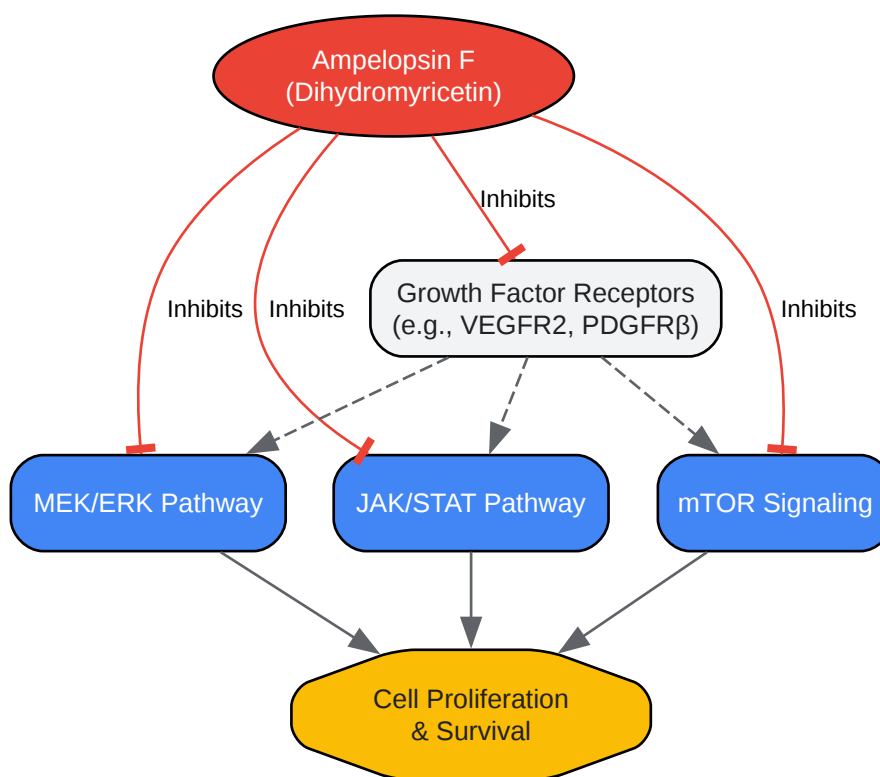 Ampelopsin F
(Dihydromyricetin)
Inhibits
Growth Factor Receptors
(e.g., VEGFR2, PDGFRβ)
Inhibits
Inhibits
Inhibits
MEK/ERK Pathway
JAK/STAT Pathway
mTOR Signaling
Cell Proliferation
& Survival